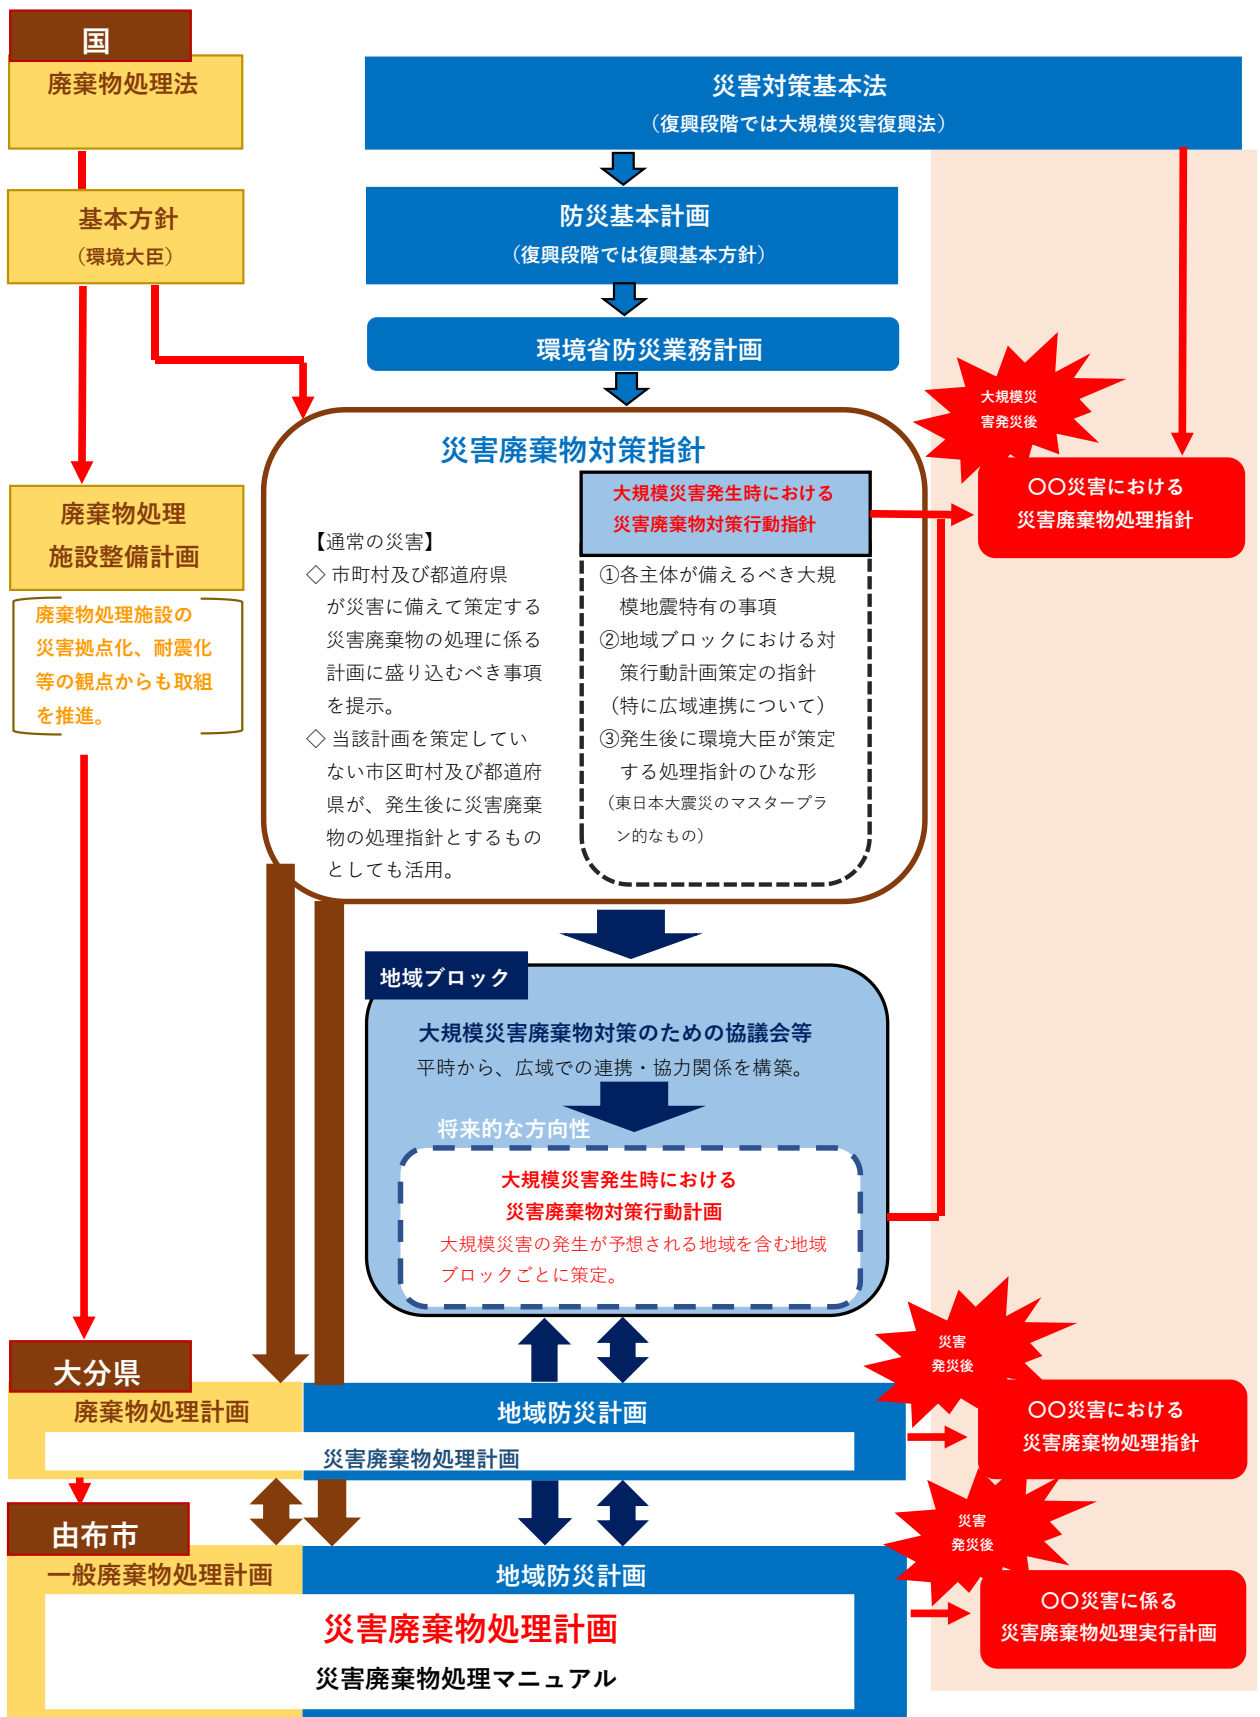 国
廃棄物処理法
災害対策基本法
（復興段階では大規模災害復興法）
基本方針
（環境大臣）
防災基本計画
（復興段階では復興基本方針）
環境省防災業務計画
大規模災
害発災後
災害廃棄物対策指針
廃棄物処理
施設整備計画
廃棄物処理施設の
災害拠点化、耐震化
等の観点からも取組
を推進。
【通常の災害】
◇ 市町村及び都道府県
が災害に備えて策定する
災害廃棄物の処理に係る
計画に盛り込むべき事項
を提示。
◇ 当該計画を策定してい
ない市区町村及び都道府
県が、発生後に災害廃棄
物の処理指針とするもの
としても活用。
大規模災害発生時における
災害廃棄物対策行動指針
①各主体が備えるべき大規
模地震特有の事項
②地域ブロックにおける対
策行動計画策定の指針
（特に広域連携について）
③発生後に環境大臣が策定
する処理指針のひな形
（東日本大震災のマスタープラ
ン的なもの）
〇〇災害における
災害廃棄物処理指針
地域ブロック
大規模災害廃棄物対策のための協議会等
平時から、広域での連携・協力関係を構築。
将来的な方向性
大規模災害発生時における
災害廃棄物対策行動計画
大規模災害の発生が予想される地域を含む地域
ブロックごとに策定。
災害
発災後
大分県
廃棄物処理計画
地域防災計画
災害廃棄物処理計画
〇〇災害における
災害廃棄物処理指針
災害
発災後
由布市
一般廃棄物処理計画
地域防災計画
災害廃棄物処理計画
災害廃棄物処理マニュアル
〇〇災害に係る
災害廃棄物処理実行計画